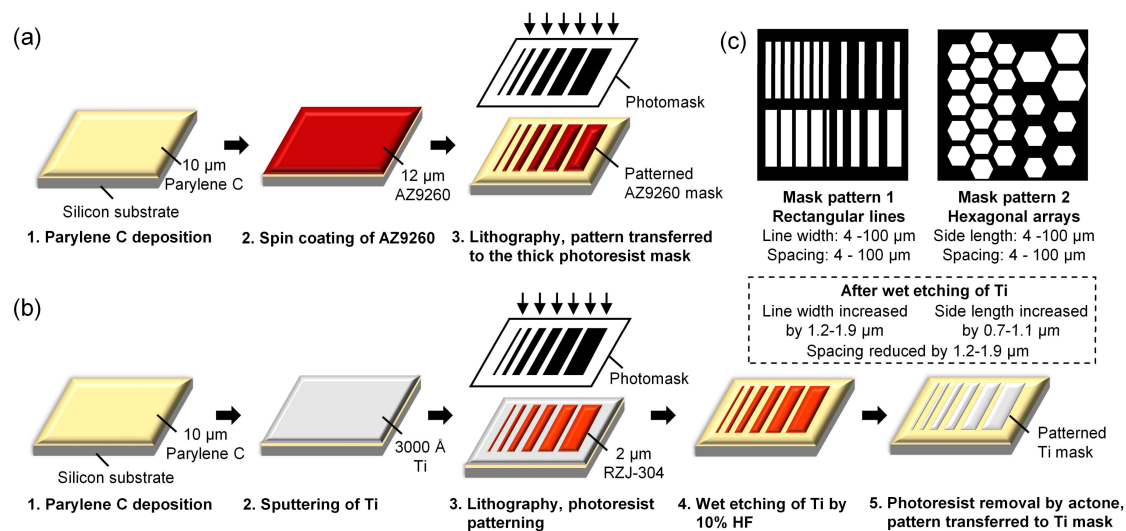 (a)
Photomask
10 µm
Parylene C
Silicon substrate
1. Parylene C deposition
12 µm
AZ9260
2. Spin coating of AZ9260
Patterned
AZ9260 mask
3. Lithography, pattern transferred
to the thick photoresist mask
(c)
Mask pattern 1
Rectangular lines
Line width: 4 -100 µm
Spacing: 4 - 100 µm
Mask pattern 2
Hexagonal arrays
Side length: 4 -100 µm
Spacing: 4 - 100 µm
After wet etching of Ti
Line width increased
by 1.2-1.9 µm
Side length increased
by 0.7-1.1 µm
Spacing reduced by 1.2-1.9 µm
(b)
Photomask
10 µm
Parylene C
Silicon substrate
1. Parylene C deposition
3000 Å
Ti
2. Sputtering of Ti
2 µm
RZJ-304
3. Lithography, photoresist
patterning
4. Wet etching of Ti by
10% HF
Patterned
Ti mask
5. Photoresist removal by actone,
pattern transferred to Ti mask